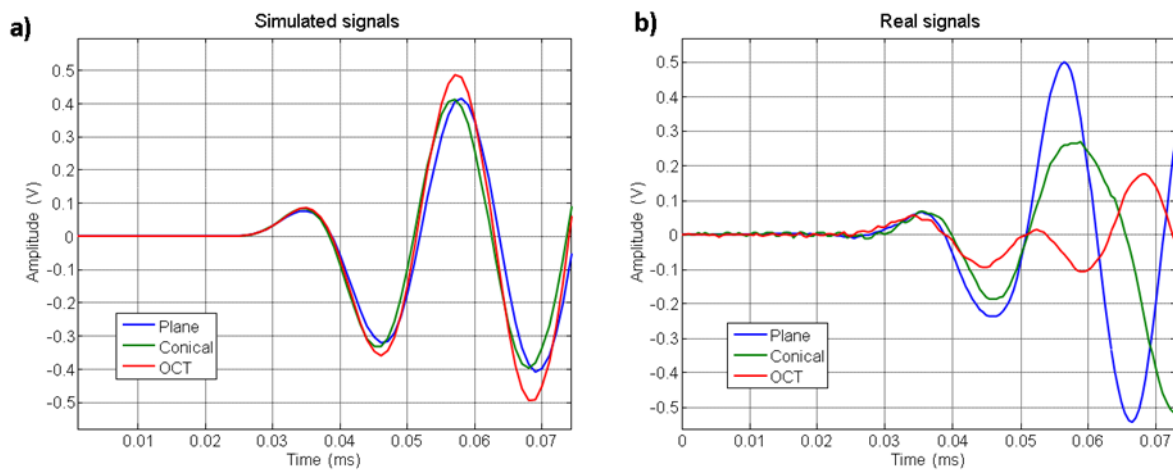 a)
Simulated signals
Amplitude (V)
0.5
0.4
0.3
0.2
0.1
0
-0.1
-0.2
-0.3
-0.4
-0.5
Plane
Conical
OCT
0.01 0.02 0.03 0.04 0.05 0.06 0.07
Time (ms)
b)
Real signals
Amplitude (V)
0.5
0.4
0.3
0.2
0.1
0
-0.1
-0.2
-0.3
-0.4
-0.5
Plane
Conical
OCT
0 0.01 0.02 0.03 0.04 0.05 0.06 0.07
Time (ms)